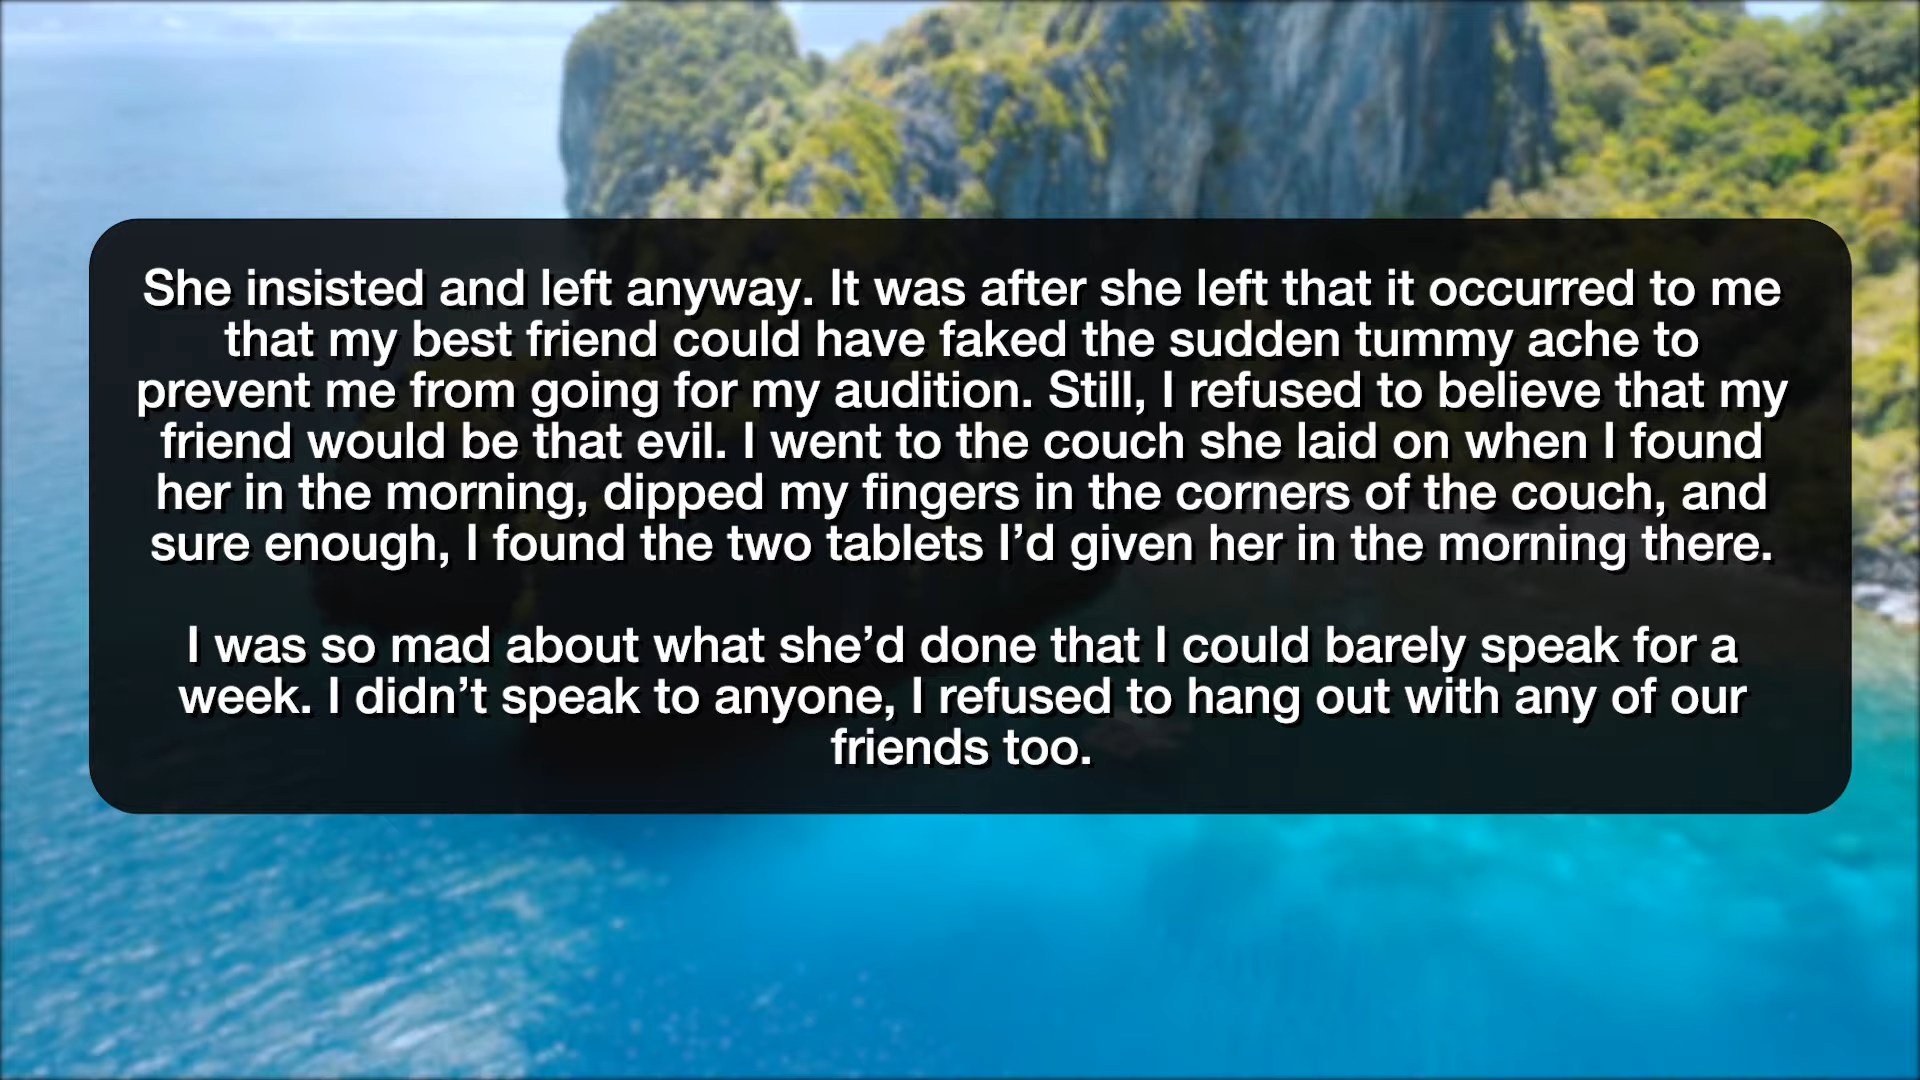 She insisted and left anyway. It was after she left that it occurred to me
that my best friend could have faked the sudden tummy ache to
prevent me from going for my audition. Still, I refused to believe that my
friend would be that evil. I went to the couch she laid on when I found
her in the morning, dipped my fingers in the corners of the couch, and
sure enough, I found the two tablets I’d given her in the morning there.
I was so mad about what she’d done that I could barely speak for a
week. I didn’t speak to anyone, I refused to hang out with any of our
friends too.